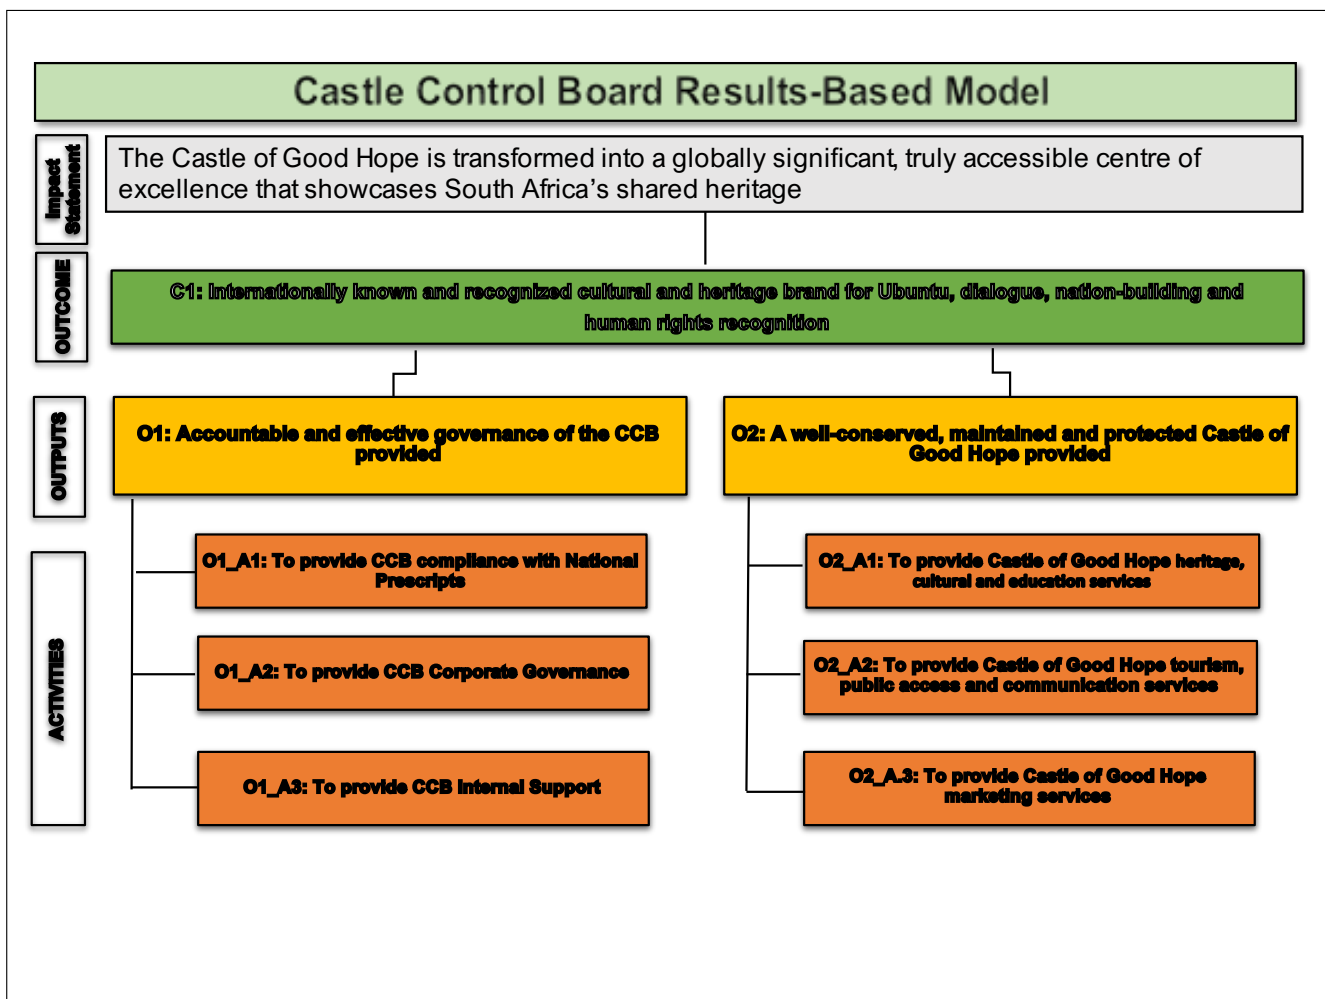 Castle Control Board Results-Based Model
Impact
Statement
The Castle of Good Hope is transformed into a globally significant, truly accessible centre of
excellence that showcases South Africa’s shared heritage
OUTCOME
C1: Internationally known and recognized cultural and heritage brand for Ubuntu, dialogue, nation-building and
human rights recognition
OUTPUTS
O1: Accountable and effective governance of the CCB
provided
O2: A well-conserved, maintained and protected Castle of
Good Hope provided
ACTIVITIES
O1_A1: To provide CCB compliance with National
Prescripts
O1_A2: To provide CCB Corporate Governance
O1_A3: To provide CCB Internal Support
O2_A1: To provide Castle of Good Hope heritage,
cultural and education services
O2_A2: To provide Castle of Good Hope tourism,
public access and communication services
O2_A.3: To provide Castle of Good Hope
marketing services